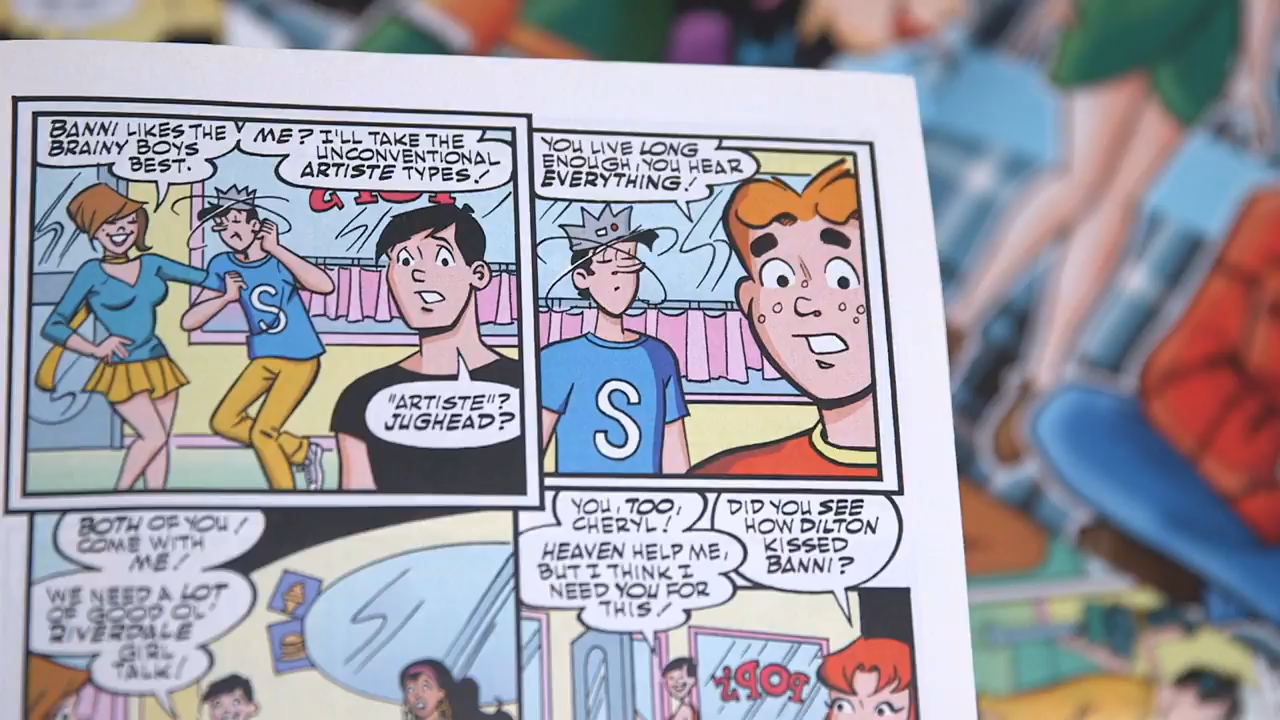 BANNI LIKES THE
BRAINY BOYS
BEST.
ME? I'LL TAKE THE
UNCONVENTIONAL
ARTISTE TYPES!
"ARTISTE"?
JUGHEAD?
S
YOU LIVE LONG
ENOUGH, YOU HEAR
EVERYTHING!
S
BOTH OF YOU!
COME WITH
ME!
WE NEED A LOT
OF GOOD OL'
RIVERDALE
GIRL
TALK!
YOU, TOO,
CHERYL!
HEAVEN HELP ME,
BUT I THINK I
NEED YOU FOR
THIS!
DID YOU SEE
HOW DILTON
KISSED
BANNI?
POP'